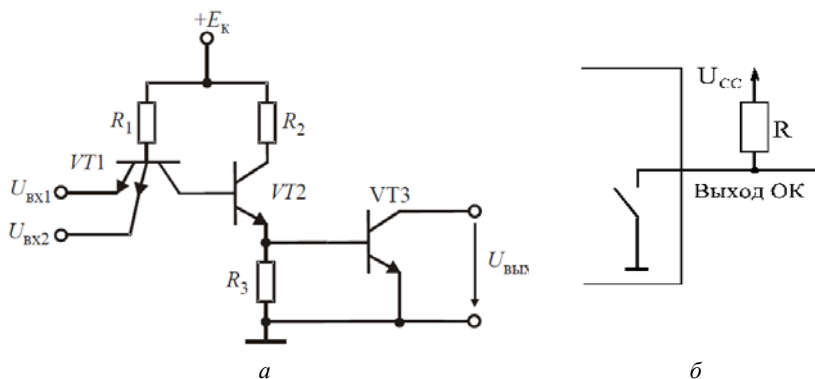 +Eк
R1
R2
VT1
Uвх1
VT2
VT3
Uвх2
R3
Uвых
а
UCC
R
Выход ОК
б